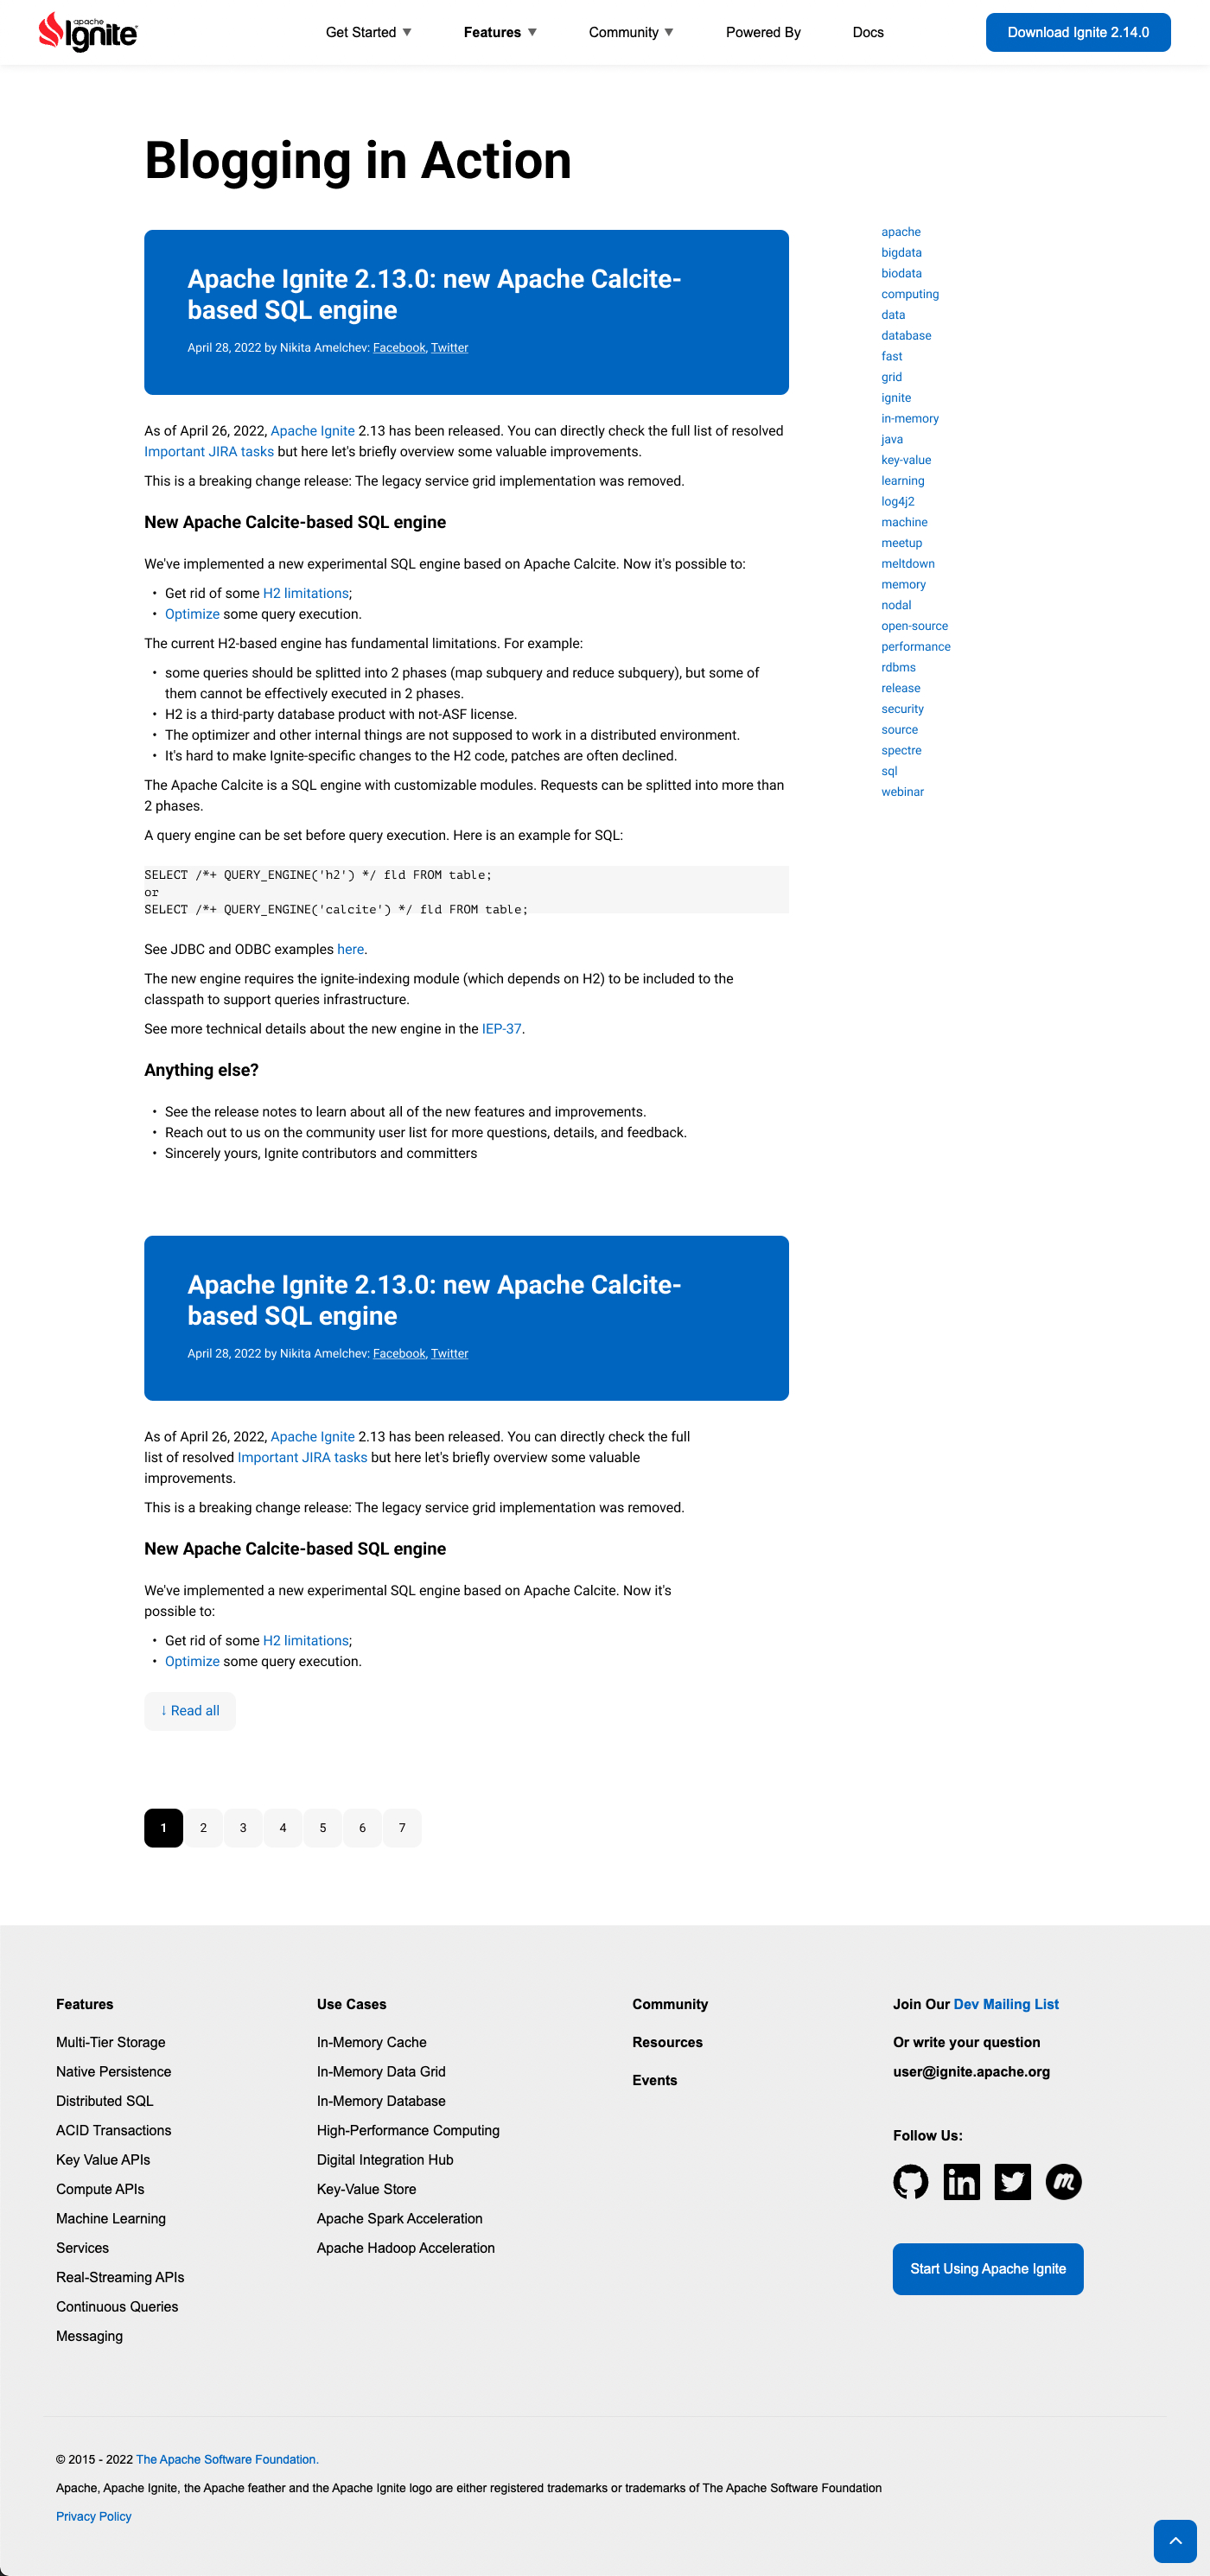 apache
Ignite
Get Started ▼
Features ▼
Community ▼
Powered By
Docs
Download Ignite 2.14.0
Blogging in Action
Apache Ignite 2.13.0: new Apache Calcite-
based SQL engine
April 28, 2022 by Nikita Amelchev: Facebook, Twitter
As of April 26, 2022, Apache Ignite 2.13 has been released. You can directly check the full list of resolved
Important JIRA tasks but here let's briefly overview some valuable improvements.
This is a breaking change release: The legacy service grid implementation was removed.
New Apache Calcite-based SQL engine
We've implemented a new experimental SQL engine based on Apache Calcite. Now it's possible to:
• Get rid of some H2 limitations;
• Optimize some query execution.
The current H2-based engine has fundamental limitations. For example:
• some queries should be splitted into 2 phases (map subquery and reduce subquery), but some of
them cannot be effectively executed in 2 phases.
• H2 is a third-party database product with not-ASF license.
• The optimizer and other internal things are not supposed to work in a distributed environment.
• It's hard to make Ignite-specific changes to the H2 code, patches are often declined.
The Apache Calcite is a SQL engine with customizable modules. Requests can be splitted into more than
2 phases.
A query engine can be set before query execution. Here is an example for SQL:
SELECT /*+ QUERY_ENGINE('h2') */ fld FROM table;
or
SELECT /*+ QUERY_ENGINE('calcite') */ fld FROM table;
See JDBC and ODBC examples here.
The new engine requires the ignite-indexing module (which depends on H2) to be included to the
classpath to support queries infrastructure.
See more technical details about the new engine in the IEP-37.
Anything else?
• See the release notes to learn about all of the new features and improvements.
• Reach out to us on the community user list for more questions, details, and feedback.
• Sincerely yours, Ignite contributors and committers
apache
bigdata
biodata
computing
data
database
fast
grid
ignite
in-memory
java
key-value
learning
log4j2
machine
meetup
meltdown
memory
nodal
open-source
performance
rdbms
release
security
source
spectre
sql
webinar
Apache Ignite 2.13.0: new Apache Calcite-
based SQL engine
April 28, 2022 by Nikita Amelchev: Facebook, Twitter
As of April 26, 2022, Apache Ignite 2.13 has been released. You can directly check the full
list of resolved Important JIRA tasks but here let's briefly overview some valuable
improvements.
This is a breaking change release: The legacy service grid implementation was removed.
New Apache Calcite-based SQL engine
We've implemented a new experimental SQL engine based on Apache Calcite. Now it's
possible to:
• Get rid of some H2 limitations;
• Optimize some query execution.
↓ Read all
1 2 3 4 5 6 7
Features
Multi-Tier Storage
Native Persistence
Distributed SQL
ACID Transactions
Key Value APIs
Compute APIs
Machine Learning
Services
Real-Streaming APIs
Continuous Queries
Messaging
Use Cases
In-Memory Cache
In-Memory Data Grid
In-Memory Database
High-Performance Computing
Digital Integration Hub
Key-Value Store
Apache Spark Acceleration
Apache Hadoop Acceleration
Community
Resources
Events
Join Our Dev Mailing List
Or write your question
user@ignite.apache.org
Follow Us:
in
m
Start Using Apache Ignite
© 2015 - 2022 The Apache Software Foundation.
Apache, Apache Ignite, the Apache feather and the Apache Ignite logo are either registered trademarks or trademarks of The Apache Software Foundation
Privacy Policy